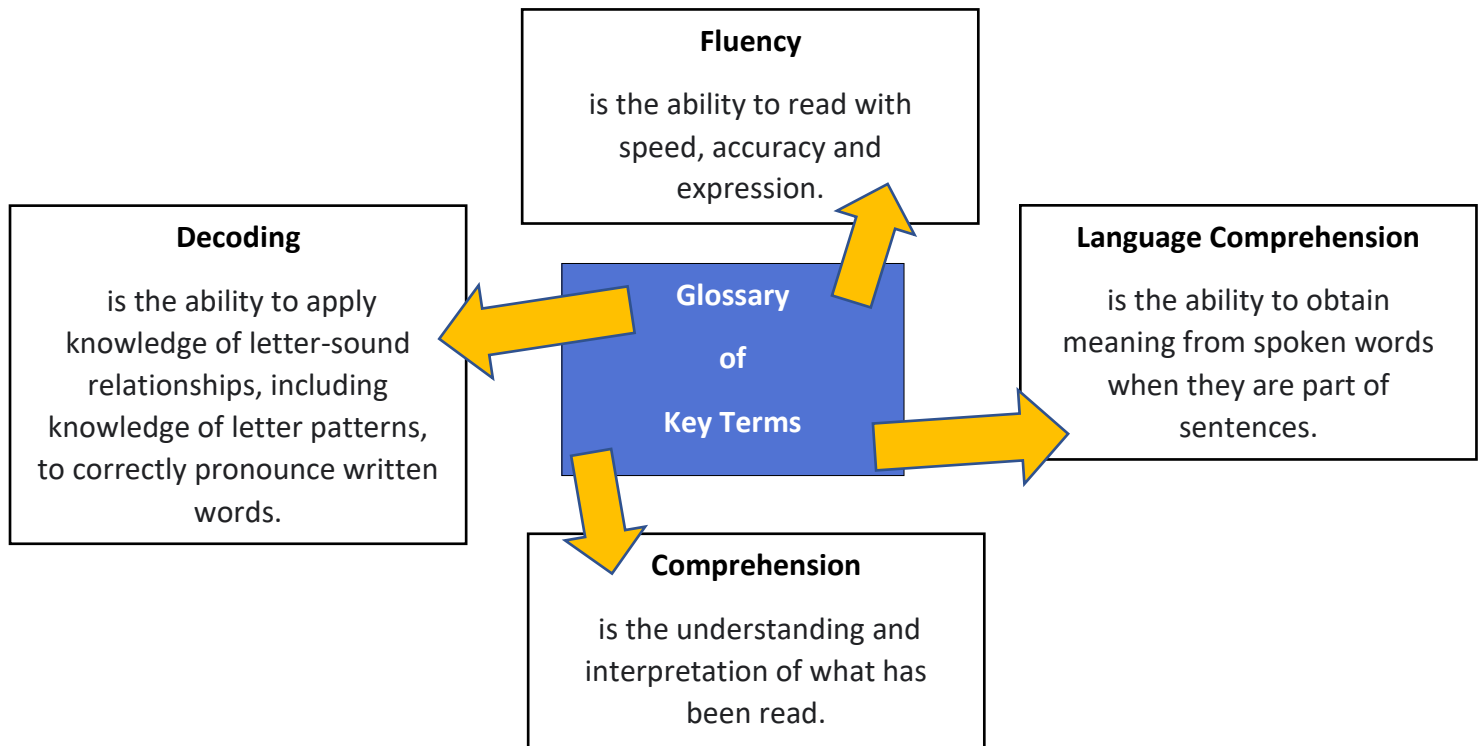 Fluency
is the ability to read with
speed, accuracy and
expression.
Decoding
is the ability to apply
knowledge of letter-sound
relationships, including
knowledge of letter patterns,
to correctly pronounce written
words.
Glossary
of
Key Terms
Language Comprehension
is the ability to obtain
meaning from spoken words
when they are part of
sentences.
Comprehension
is the understanding and
interpretation of what has
been read.